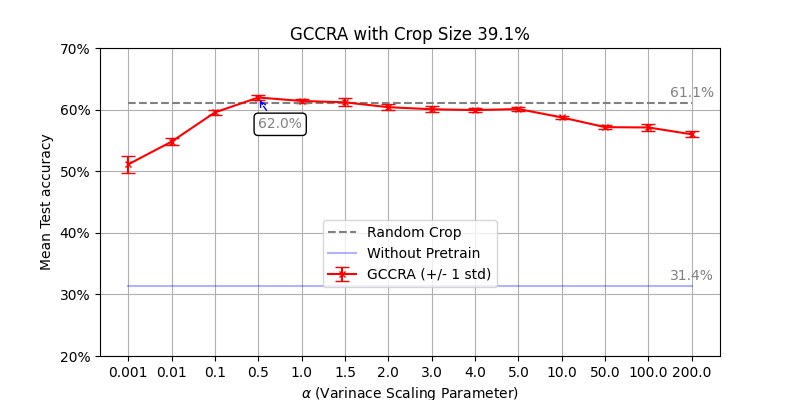 GCCRA with Crop Size 39.1%
70%
60%
50%
40%
30%
20%
Mean Test accuracy
61.1%
62.0%
31.4%
Random Crop
Without Pretrain
GCCRA (+/- 1 std)
0.001 0.01 0.1 0.5 1.0 1.5 2.0 3.0 4.0 5.0 10.0 50.0 100.0 200.0
α (Varinace Scaling Parameter)